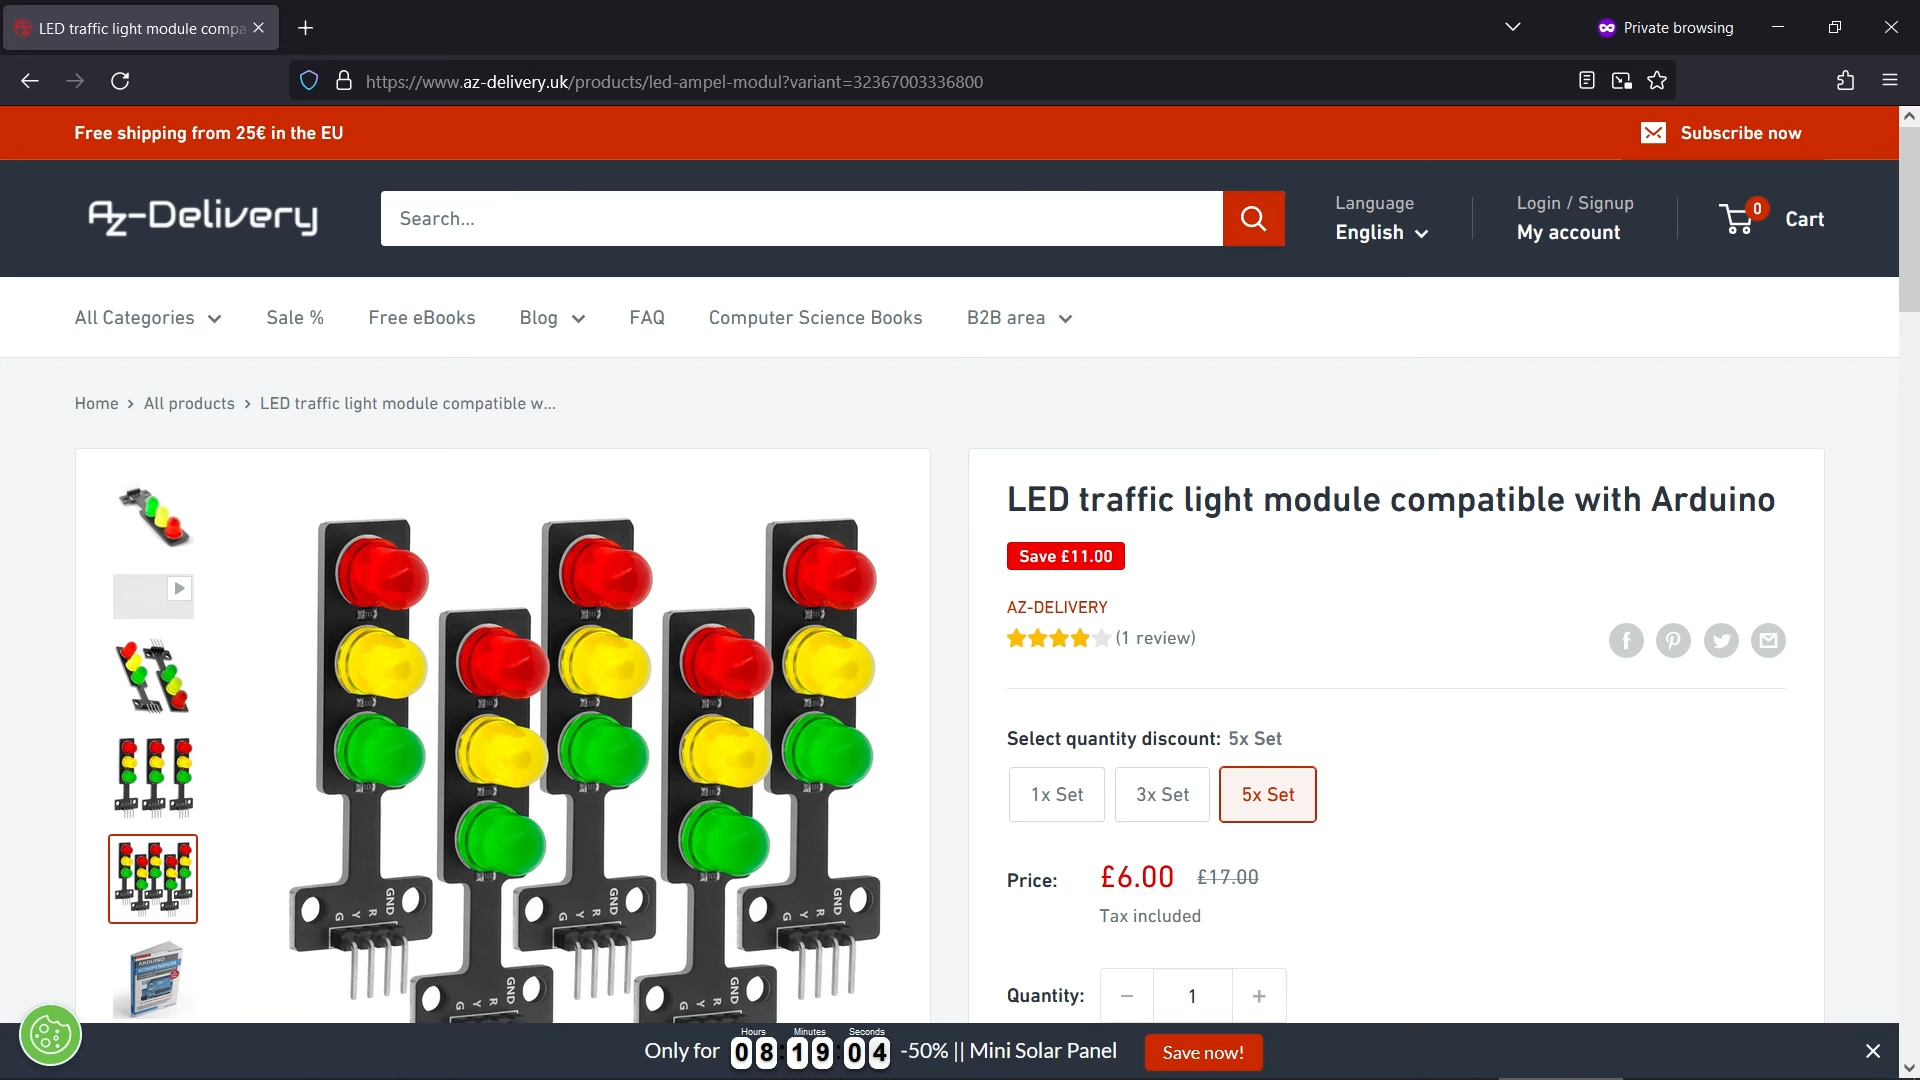 LED traffic light module compa
Private browsing
https://www.az-delivery.uk/products/led-ampel-modul?variant=32367003336800
Free shipping from 25€ in the EU
Subscribe now
Az-Delivery
Search...
Language
English
Login / Signup
My account
0
Cart
All Categories
Sale %
Free eBooks
Blog
FAQ
Computer Science Books
B2B area
Home > All products > LED traffic light module compatible w...
LED traffic light module compatible with Arduino
Save £11.00
AZ-DELIVERY
(1 review)
Select quantity discount: 5x Set
1x Set
3x Set
5x Set
Price: £6.00 £17.00
Tax included
Quantity: − 1 +
G Y R GND
G Y R GND
G Y R GND
G Y R GND
G Y R GND
ARDUINO
KOMPENDIUM
Hours Minutes Seconds
Only for 08:19:04 -50% || Mini Solar Panel
Save now!